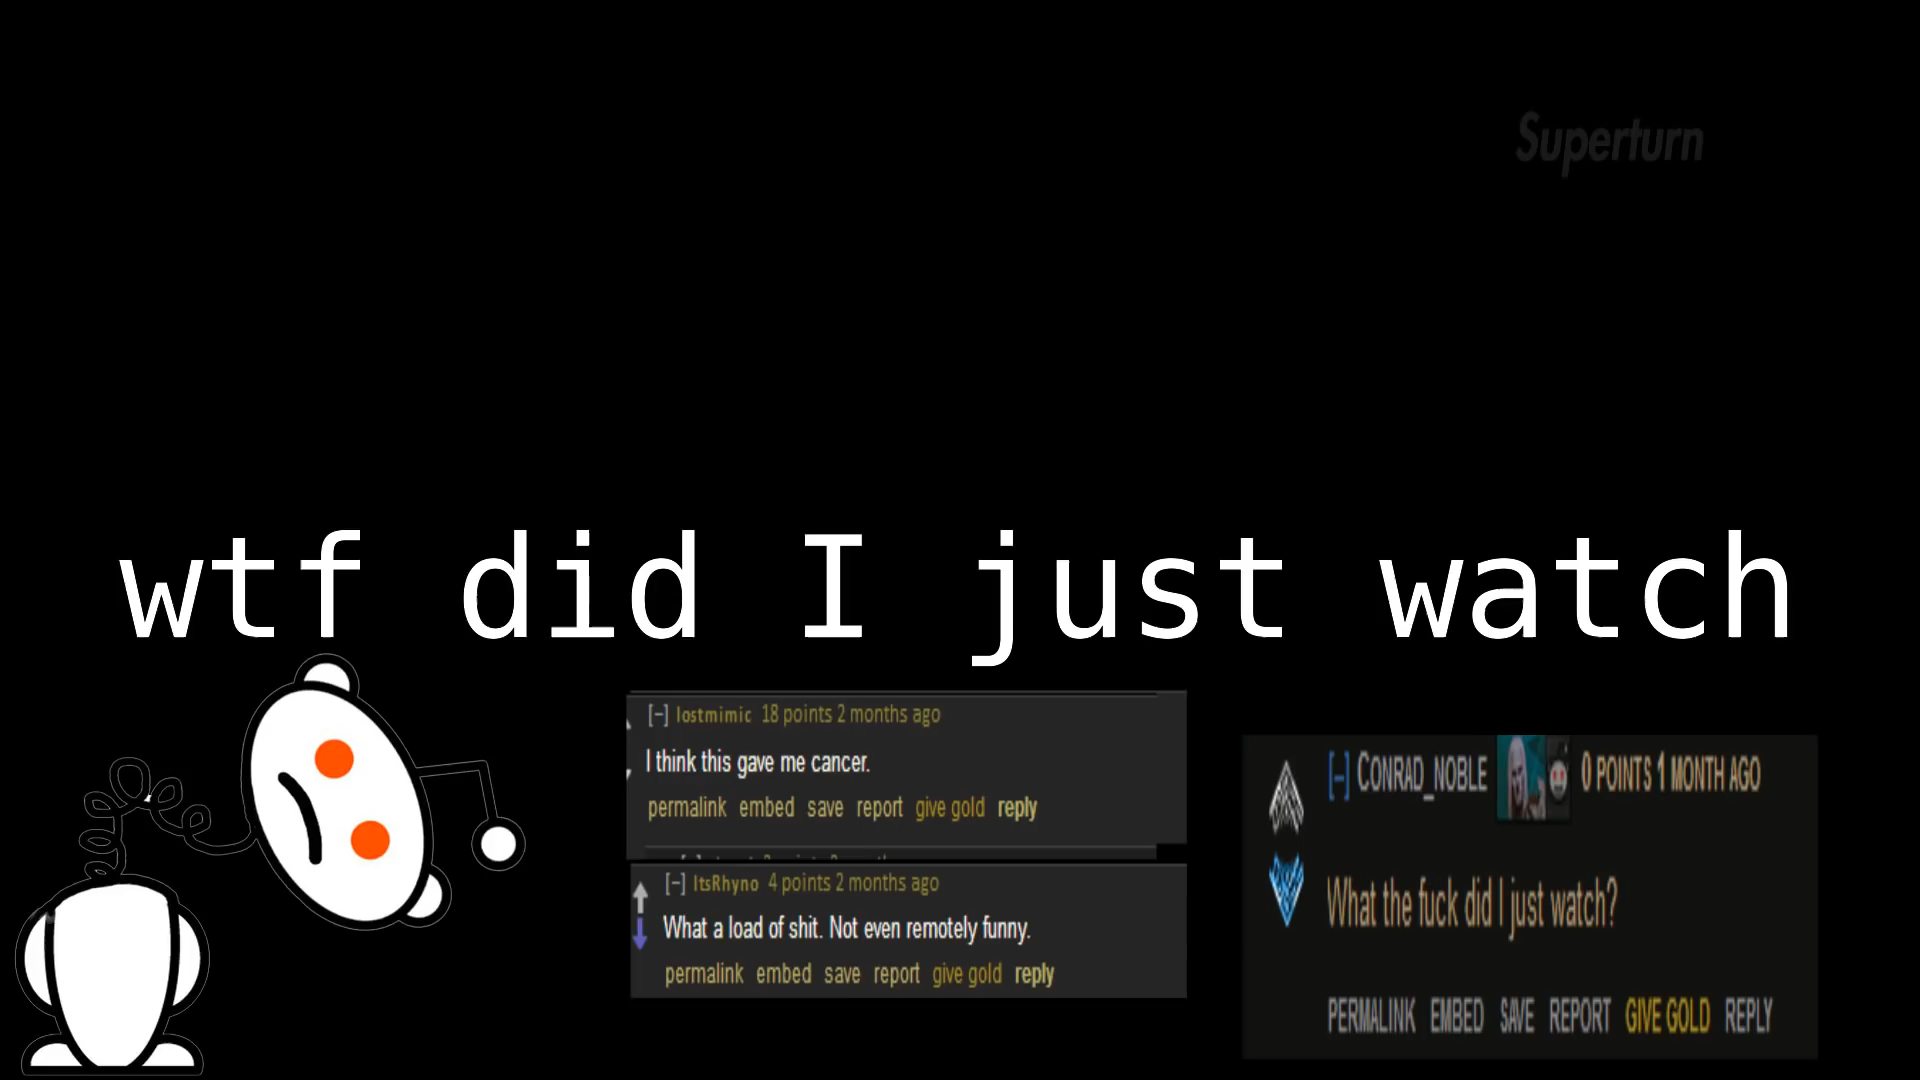 Superturn
wtf did I just watch
[–] lostmimic 18 points 2 months ago
I think this gave me cancer.
permalink embed save report give gold reply
[–] ItsRhyno 4 points 2 months ago
What a load of shit. Not even remotely funny.
permalink embed save report give gold reply
[–] CONRAD_NOBLE 0 POINTS 1 MONTH AGO
What the fuck did I just watch?
PERMALINK EMBED SAVE REPORT GIVE GOLD REPLY